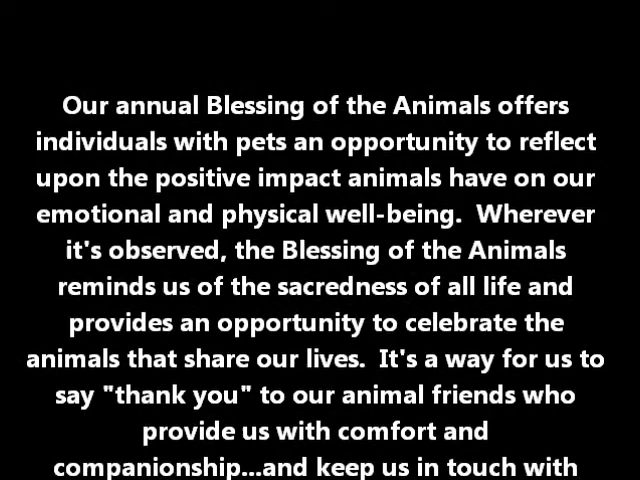 Our annual Blessing of the Animals offers
individuals with pets an opportunity to reflect
upon the positive impact animals have on our
emotional and physical well-being.  Wherever
it's observed, the Blessing of the Animals
reminds us of the sacredness of all life and
provides an opportunity to celebrate the
animals that share our lives.  It's a way for us to
say "thank you" to our animal friends who
provide us with comfort and
companionship...and keep us in touch with